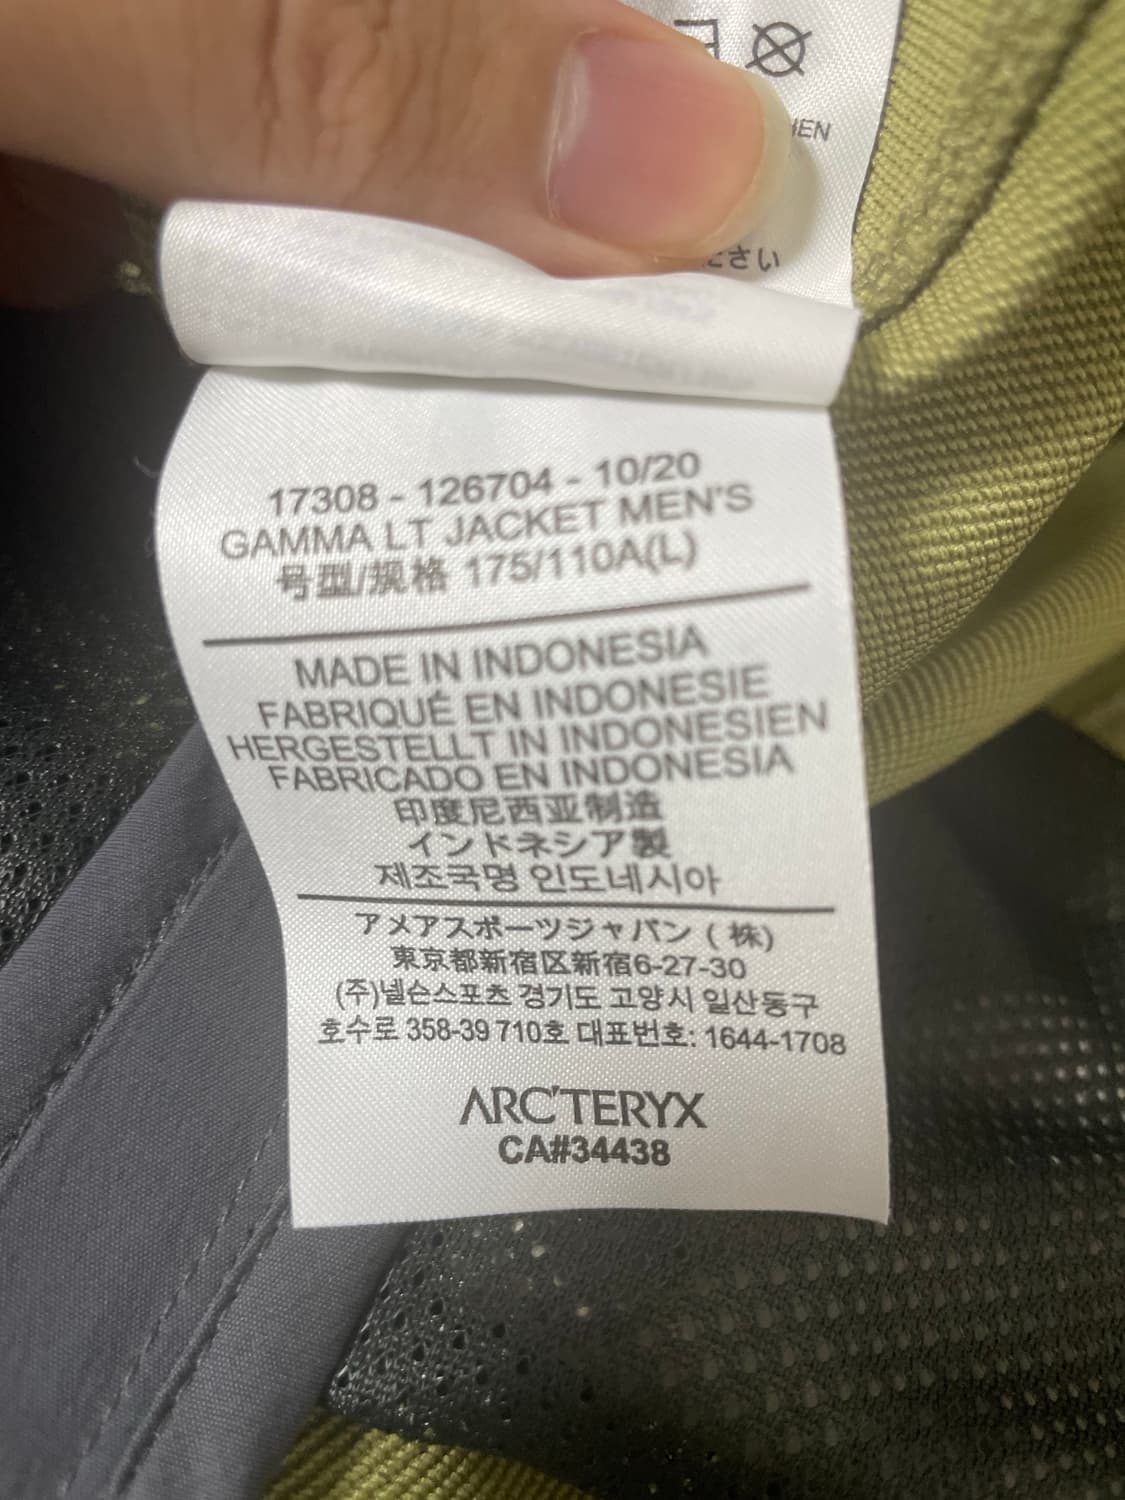 HEN
ださい
17308 - 126704 - 10/20
GAMMA LT JACKET MEN'S
号型/规格 175/110A(L)
MADE IN INDONESIA
FABRIQUÉ EN INDONESIE
HERGESTELLT IN INDONESIEN
FABRICADO EN INDONESIA
印度尼西亚制造
インドネシア製
제조국명 인도네시아
アメアスポーツジャパン ( 株)
東京都新宿区新宿6-27-30
(주)넬슨스포츠 경기도 고양시 일산동구
호수로 358-39 710호 대표번호: 1644-1708
ARC'TERYX
CA#34438